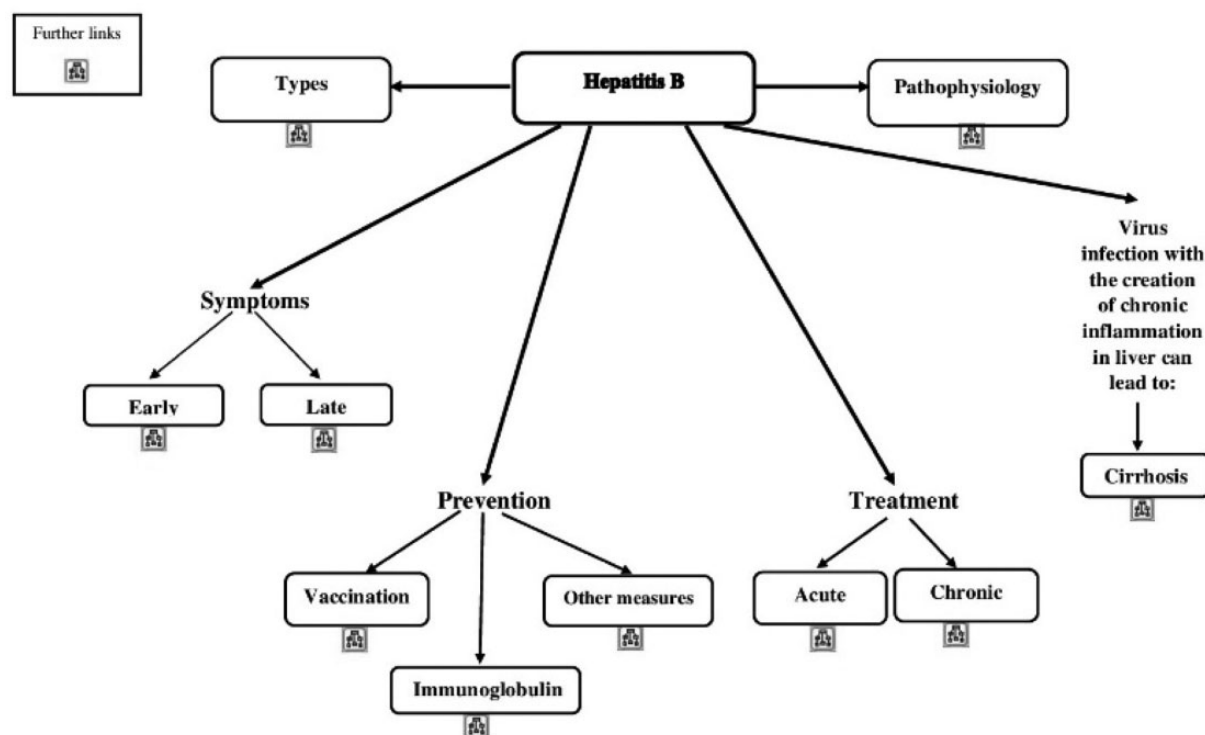 Further links
Types
Hepatitis B
Pathophysiology
Virus
infection with
the creation
of chronic
inflammation
in liver can
lead to:
Symptoms
Early
Late
Cirrhosis
Prevention
Treatment
Vaccination
Other measures
Acute
Chronic
Immunoglobulin